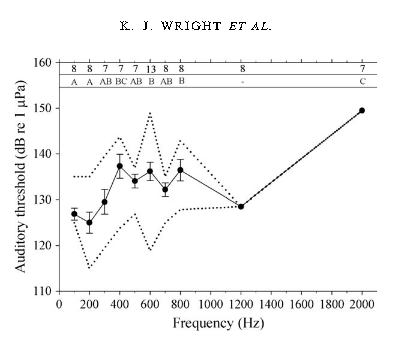 K. J. WRIGHT ET AL.
160
8 8 7 7 7 13 8 8 8 7
A A AB BC AB B AB B - C
150
140
130
120
110
0 200 400 600 800 1000 1200 1400 1600 1800 2000
Auditory threshold (dB re 1 μPa)
Frequency (Hz)